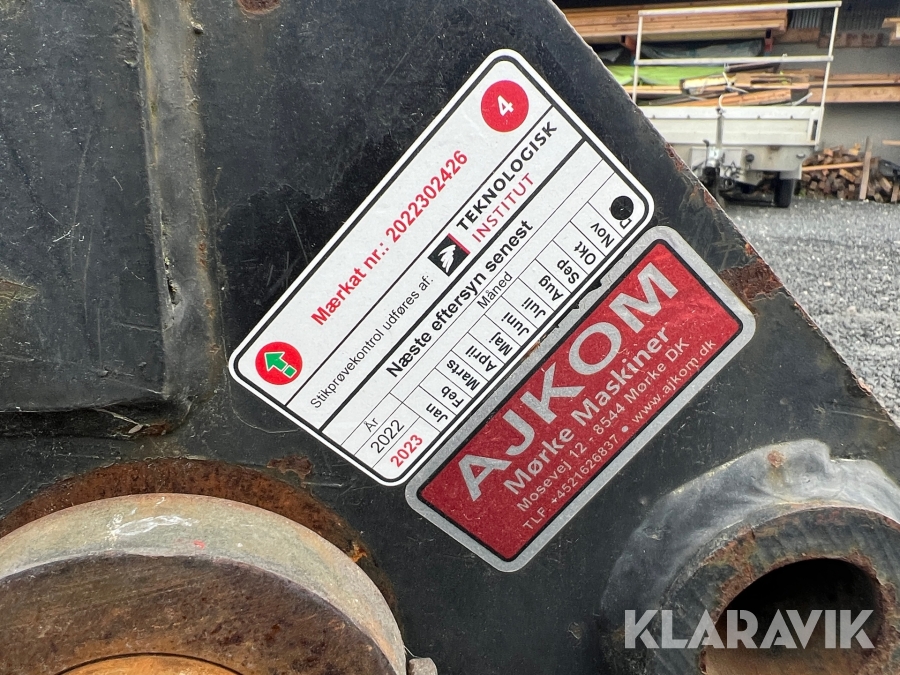 4
Mærkat nr.: 2022302426
Stikprøvekontrol udføres af:
TEKNOLOGISK
INSTITUT
Næste eftersyn senest
År
Måned
2022
2023
Jan
Feb
Marts
April
Maj
Juni
Juli
Aug
Sep
Okt
Nov
AJKOM
Mørke Maskiner
Mosevej 12 - 8544 Mørke DK
TLF +4521626837 • www.ajkom.dk
KLARAVIK